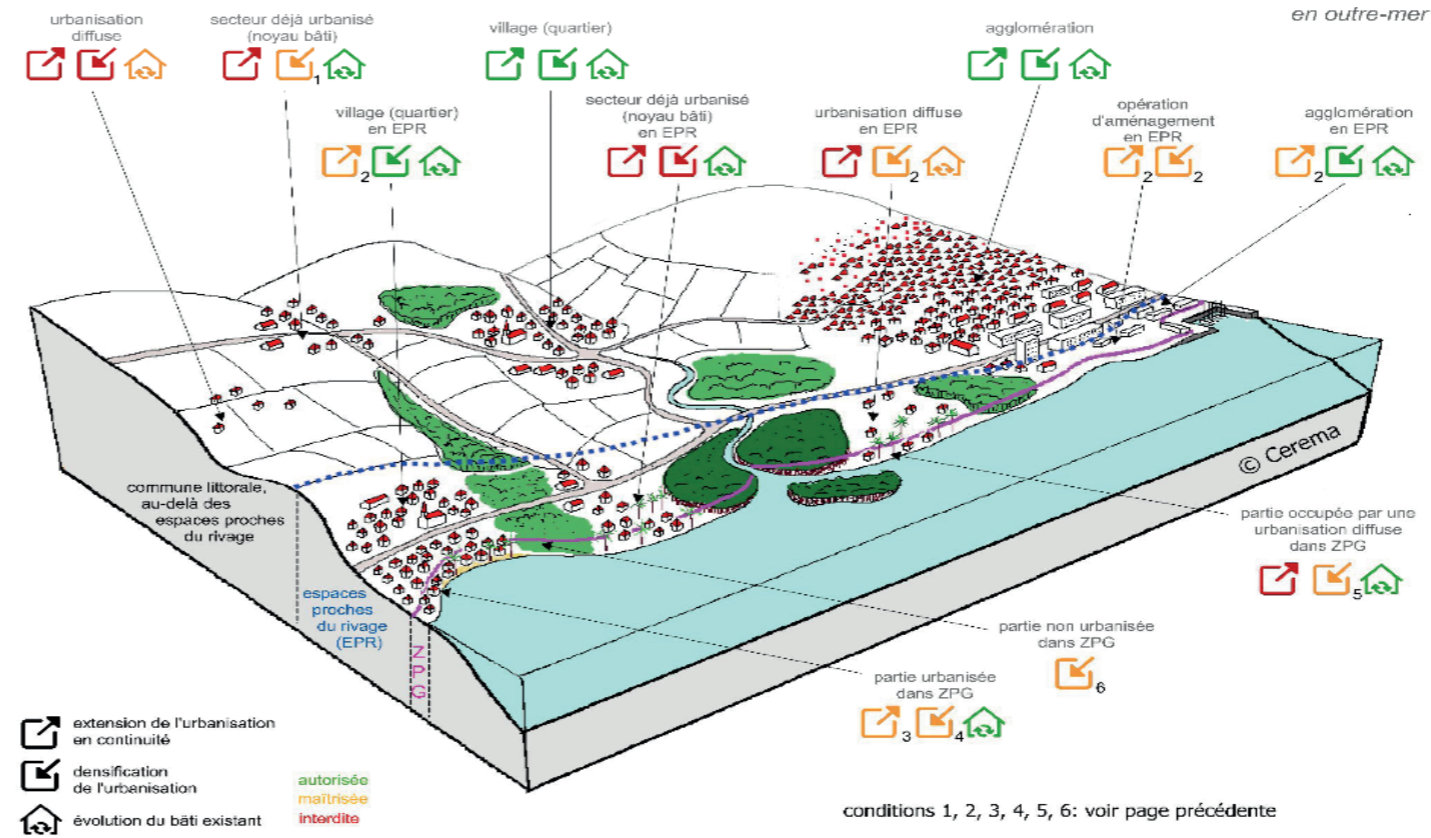 en outre-mer
urbanisation
diffuse
secteur déjà urbanisé
(noyau bâti)
1
village (quartier)
agglomération
village (quartier)
en EPR
2
secteur déjà urbanisé
(noyau bâti)
en EPR
urbanisation diffuse
en EPR
2
opération
d'aménagement
en EPR
2
2
agglomération
en EPR
2
© Cerema
commune littorale,
au-delà des
espaces proches
du rivage
espaces
proches
du rivage
(EPR)
Z
P
G
partie occupée par une
urbanisation diffuse
dans ZPG
5
partie non urbanisée
dans ZPG
6
partie urbanisée
dans ZPG
3
4
extension de l'urbanisation
en continuité
densification
de l'urbanisation
évolution du bâti existant
autorisée
maîtrisée
interdite
conditions 1, 2, 3, 4, 5, 6: voir page précédente